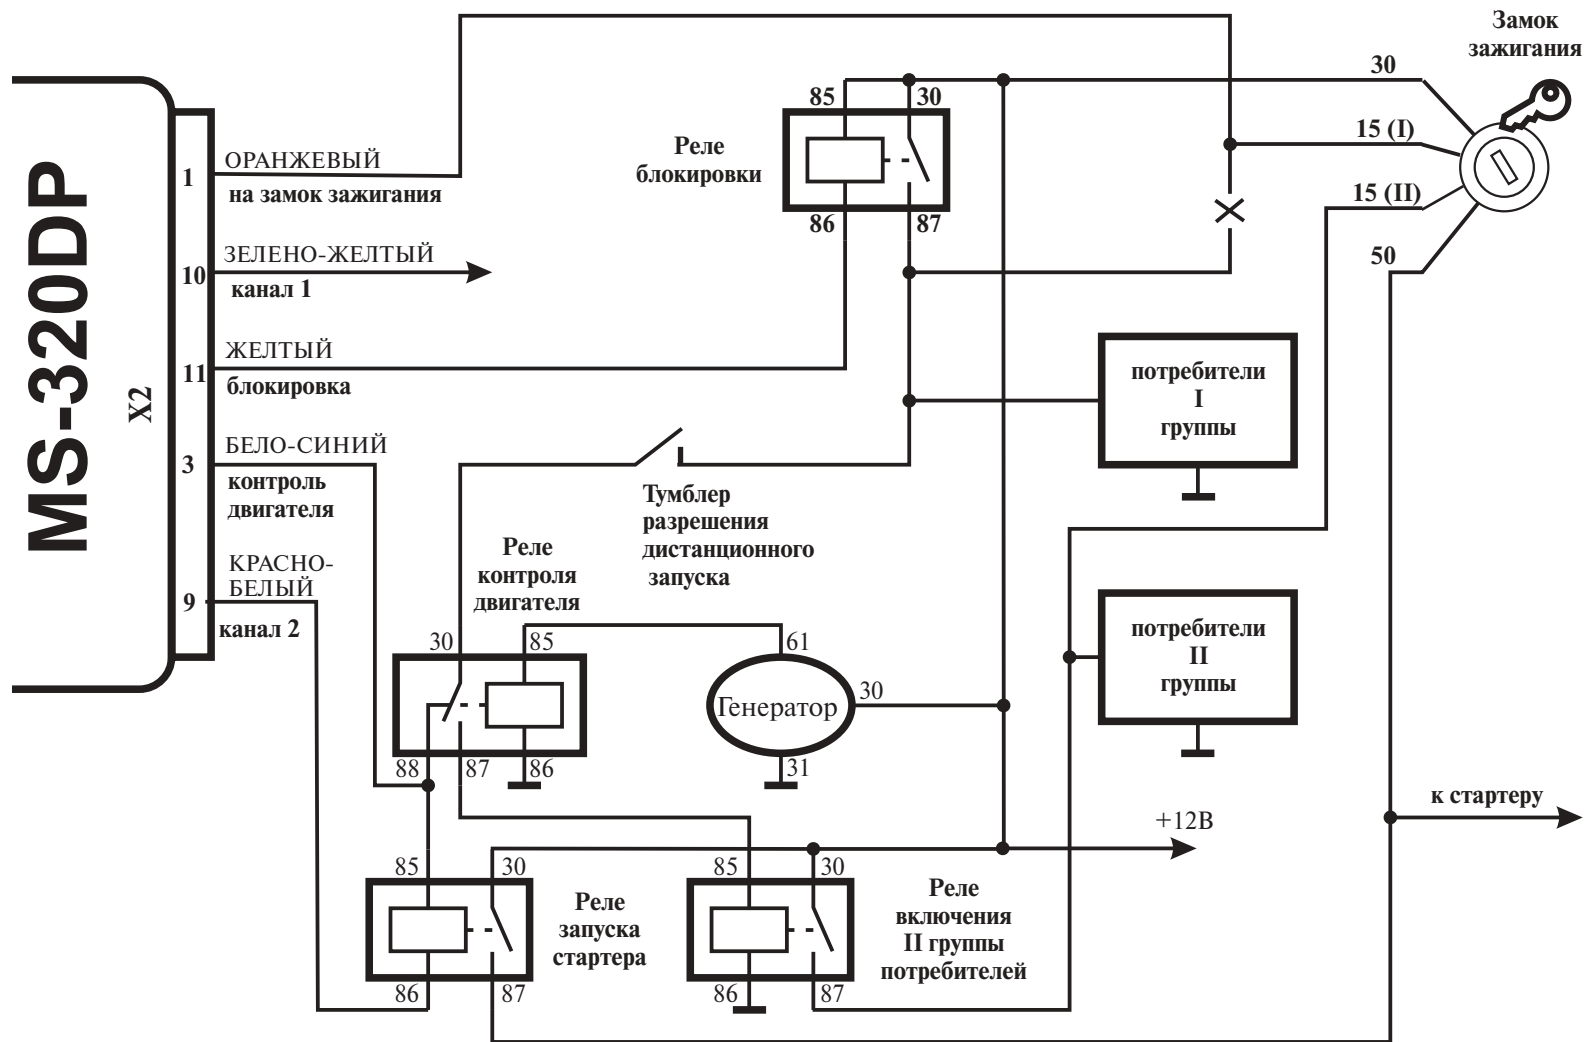 Замок
зажигания
30
15 (I)
15 (II)
50
85
30
Реле
блокировки
86
87
MS-320DP
X2
1
ОРАНЖЕВЫЙ
на замок зажигания
10
ЗЕЛЕНО-ЖЕЛТЫЙ
канал 1
11
ЖЕЛТЫЙ
блокировка
3
БЕЛО-СИНИЙ
контроль
двигателя
9
КРАСНО-
БЕЛЫЙ
канал 2
потребители
I
группы
Тумблер
разрешения
дистанционного
запуска
Реле
контроля
двигателя
30
85
88
87
86
61
Генератор
30
31
потребители
II
группы
к стартеру
+12В
85
30
Реле
запуска
стартера
86
87
85
30
Реле
включения
II группы
потребителей
86
87